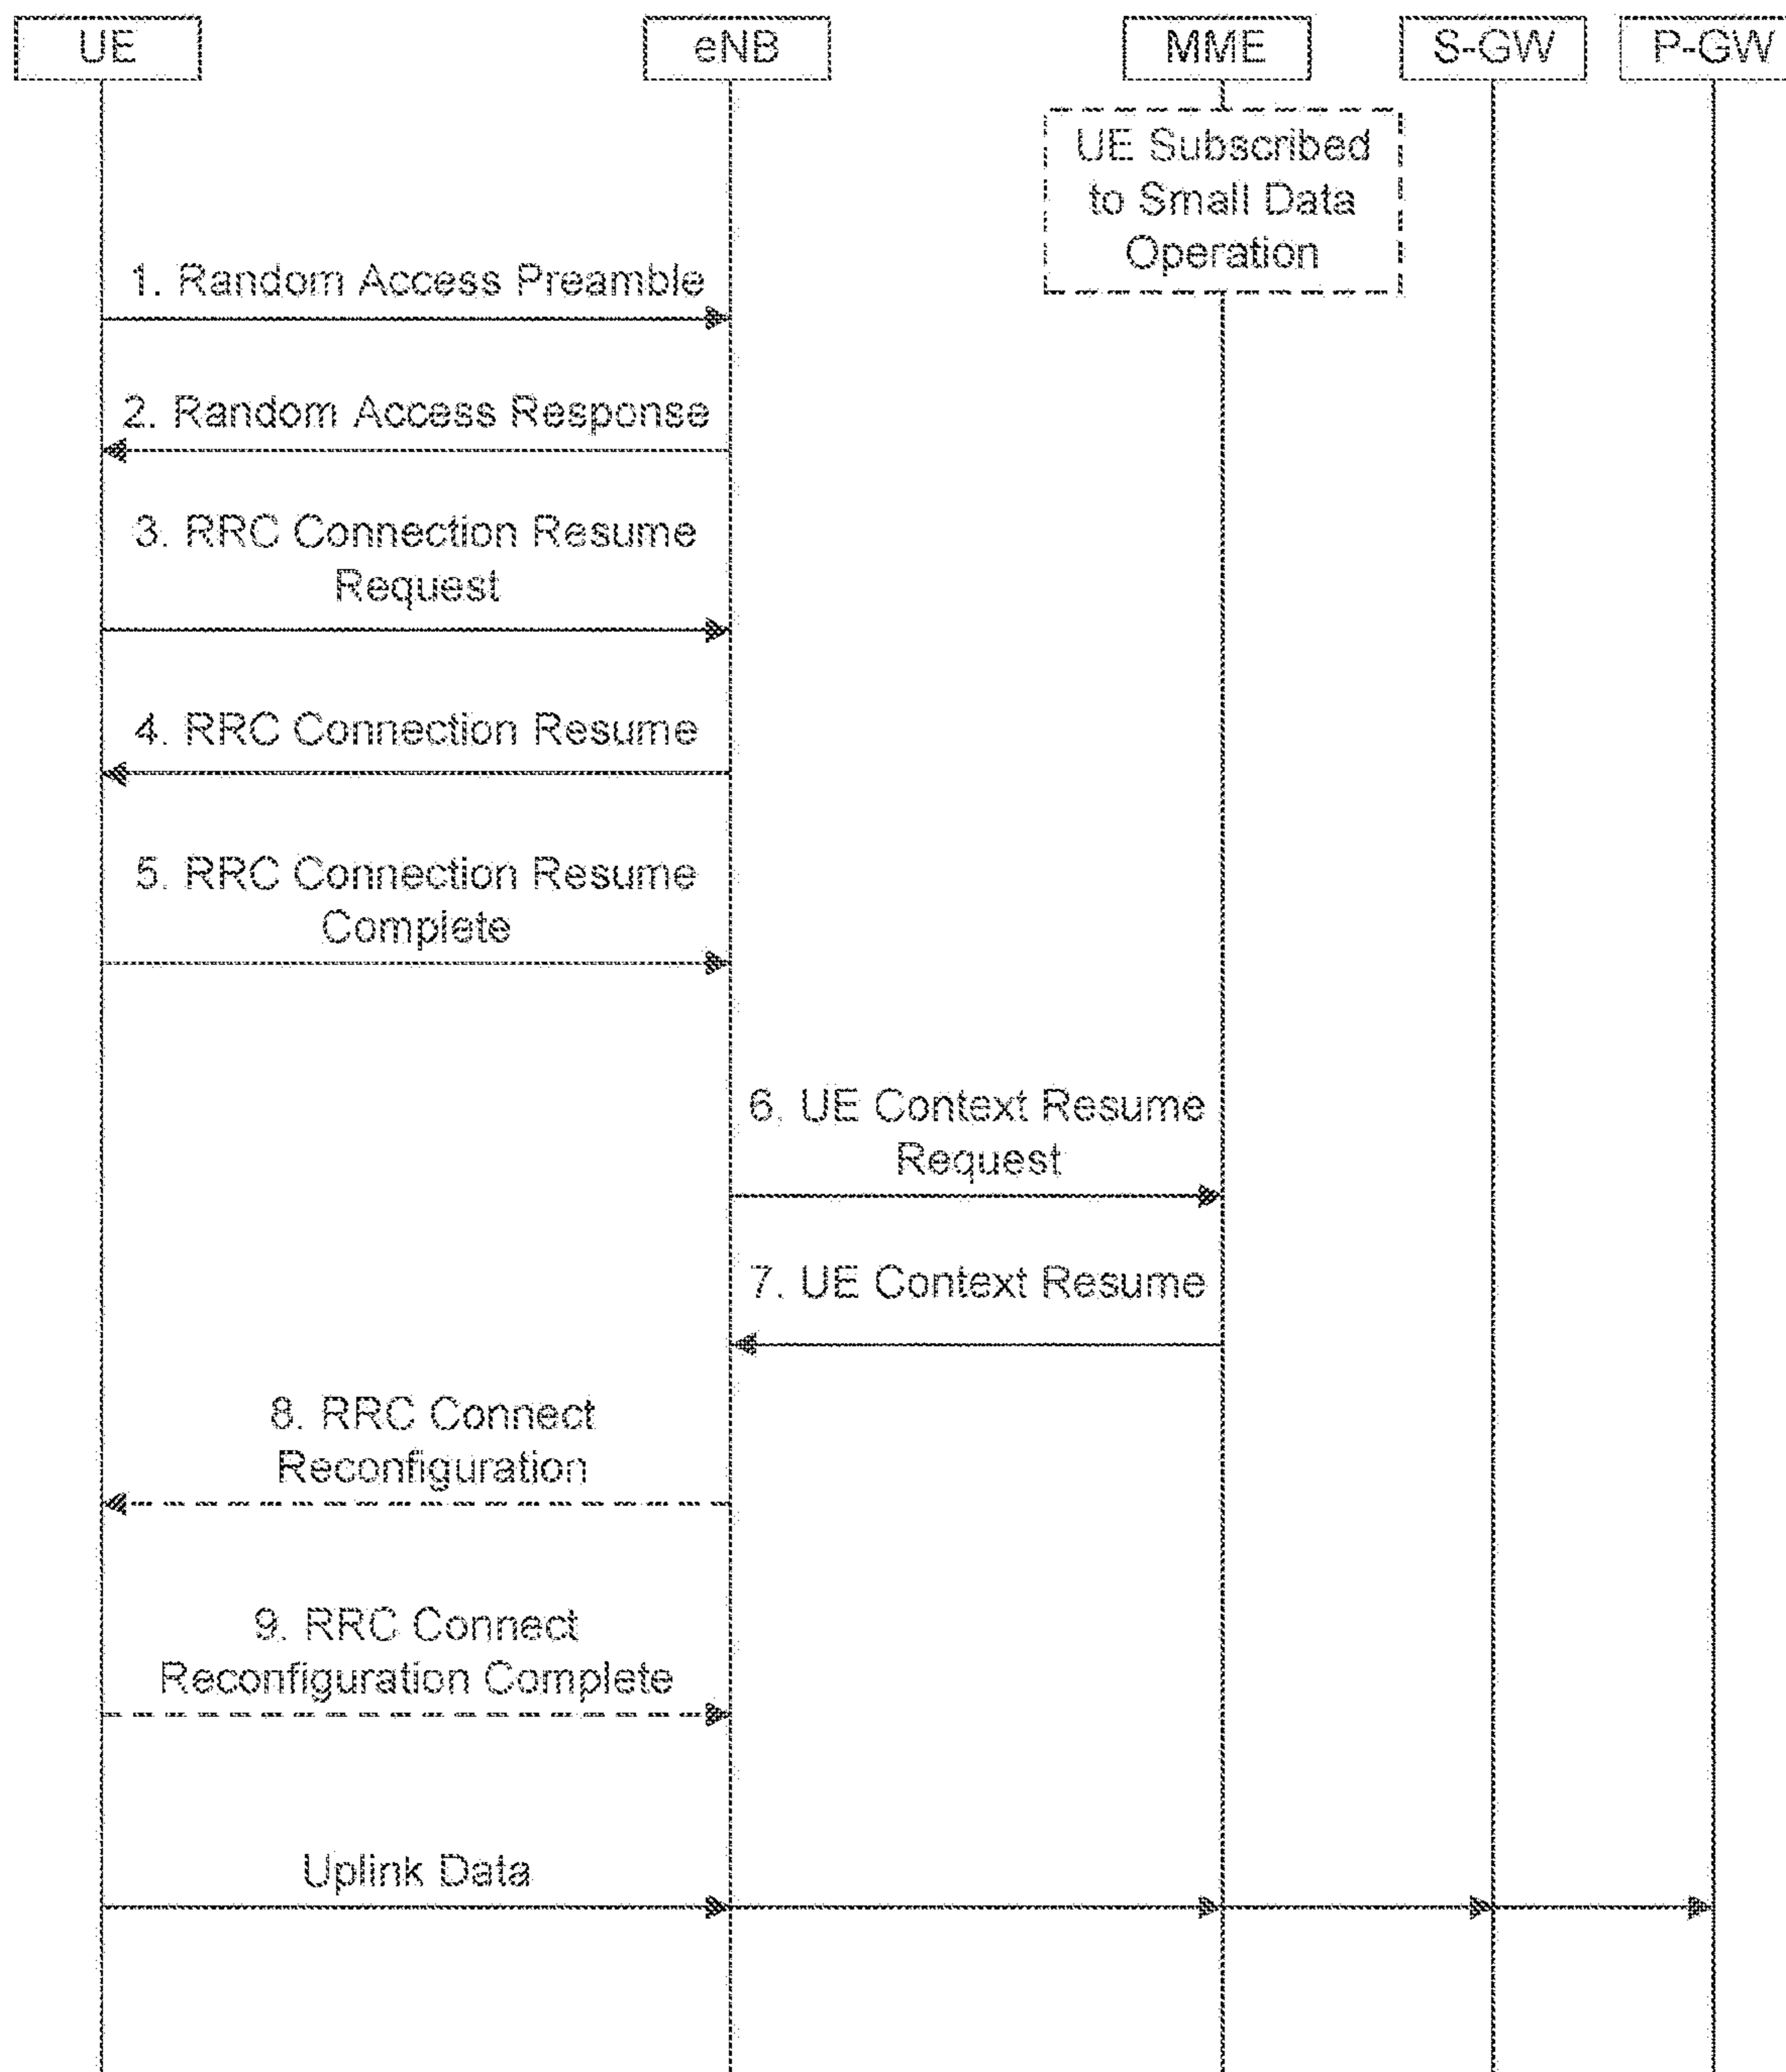 UE
eNB
MME
S-GW
P-GW
UE Subscribed
to Small Data
Operation
1. Random Access Preamble
2. Random Access Response
3. RRC Connection Resume
Request
4. RRC Connection Resume
5. RRC Connection Resume
Complete
6. UE Context Resume
Request
7. UE Context Resume
8. RRC Connect
Reconfiguration
9. RRC Connect
Reconfiguration Complete
Uplink Data